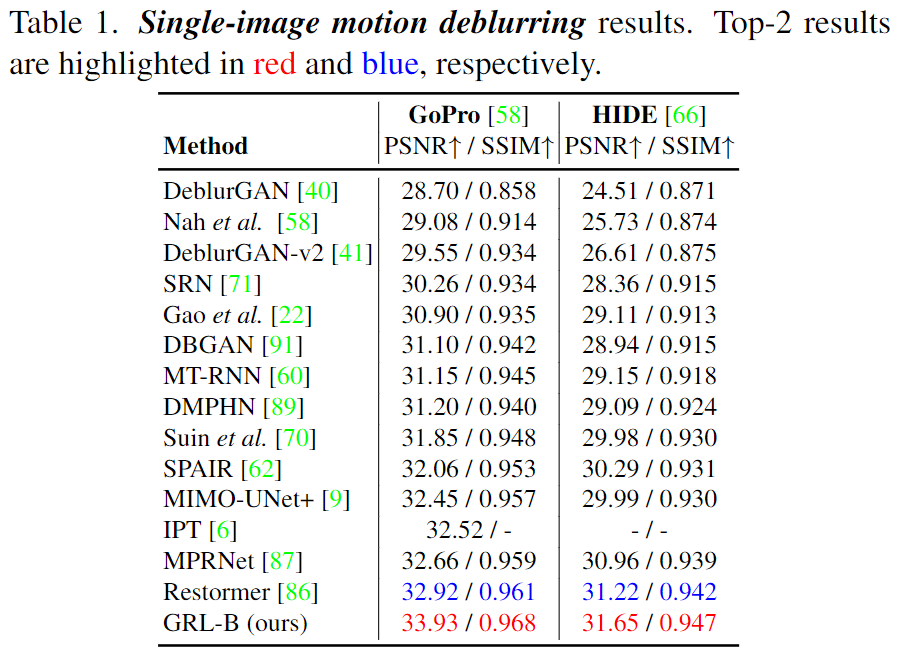 Table 1. Single-image motion deblurring results. Top-2 results
are highlighted in red and blue, respectively.
GoPro [58] HIDE [66]
Method PSNR↑ / SSIM↑ PSNR↑ / SSIM↑
DeblurGAN [40] 28.70 / 0.858 24.51 / 0.871
Nah et al. [58] 29.08 / 0.914 25.73 / 0.874
DeblurGAN-v2 [41] 29.55 / 0.934 26.61 / 0.875
SRN [71] 30.26 / 0.934 28.36 / 0.915
Gao et al. [22] 30.90 / 0.935 29.11 / 0.913
DBGAN [91] 31.10 / 0.942 28.94 / 0.915
MT-RNN [60] 31.15 / 0.945 29.15 / 0.918
DMPHN [89] 31.20 / 0.940 29.09 / 0.924
Suin et al. [70] 31.85 / 0.948 29.98 / 0.930
SPAIR [62] 32.06 / 0.953 30.29 / 0.931
MIMO-UNet+ [9] 32.45 / 0.957 29.99 / 0.930
IPT [6] 32.52 / - - / -
MPRNet [87] 32.66 / 0.959 30.96 / 0.939
Restormer [86] 32.92 / 0.961 31.22 / 0.942
GRL-B (ours) 33.93 / 0.968 31.65 / 0.947